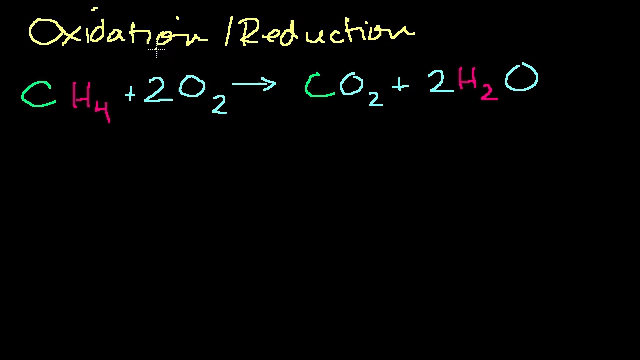 Oxidation / Reduction
CH₄ + 2O₂ → CO₂ + 2H₂O